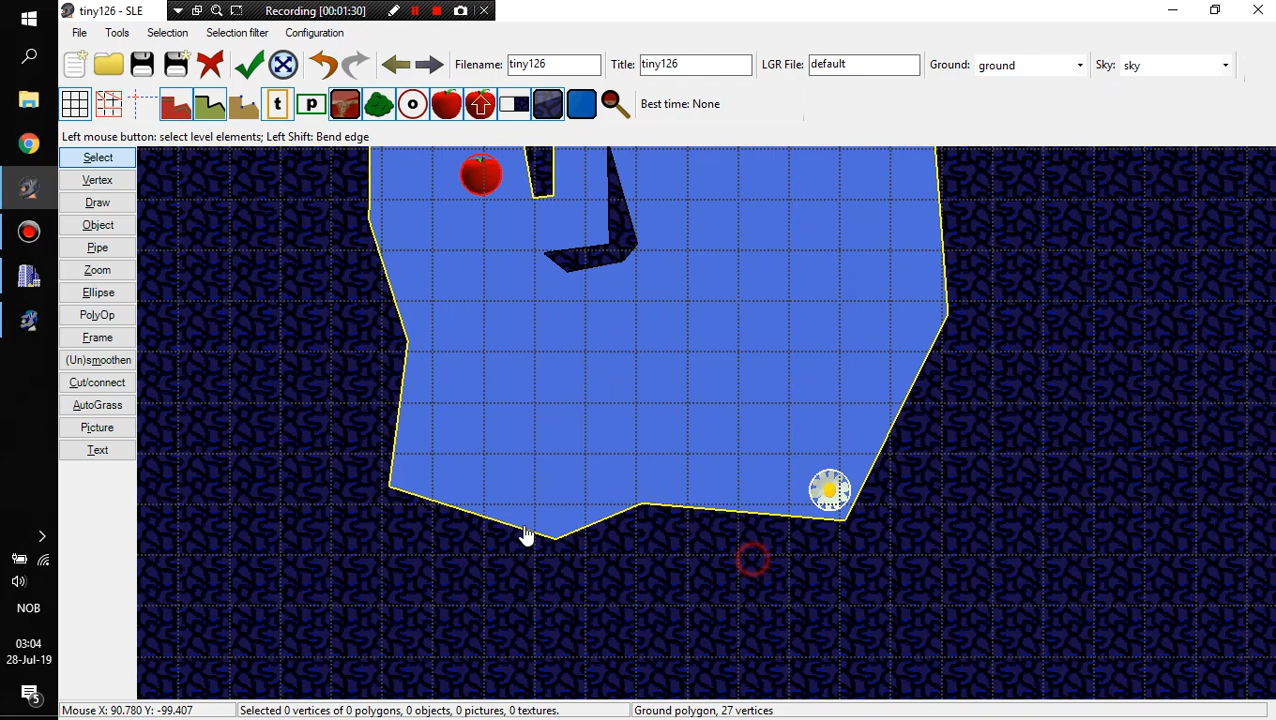 tiny126 - SLE
Recording [00:01:30]
File Tools Selection Selection filter Configuration
Filename: tiny126 Title: tiny126 LGR File: default Ground: ground Sky: sky
t p o Best time: None
Left mouse button: select level elements; Left Shift: Bend edge
Select
Vertex
Draw
Object
Pipe
Zoom
Ellipse
PolyOp
Frame
(Un)smoothen
Cut/connect
AutoGrass
Picture
Text
NOB
03:04
28-Jul-19
5
Mouse X: 90.780 Y: -99.407 Selected 0 vertices of 0 polygons, 0 objects, 0 pictures, 0 textures. Ground polygon, 27 vertices